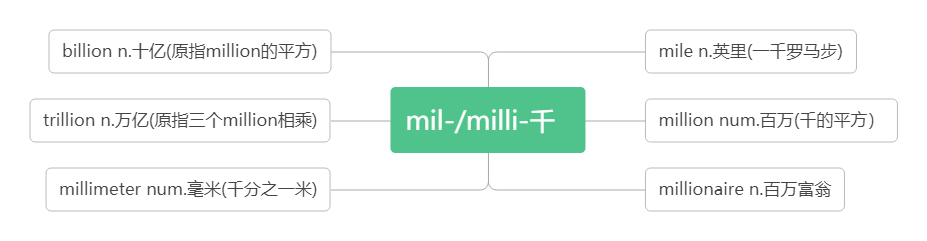 billion n.十亿(原指million的平方)
mile n.英里(一千罗马步)
trillion n.万亿(原指三个million相乘)
mil-/milli-千
million num.百万(千的平方)
millimeter num.毫米(千分之一米)
millionaire n.百万富翁